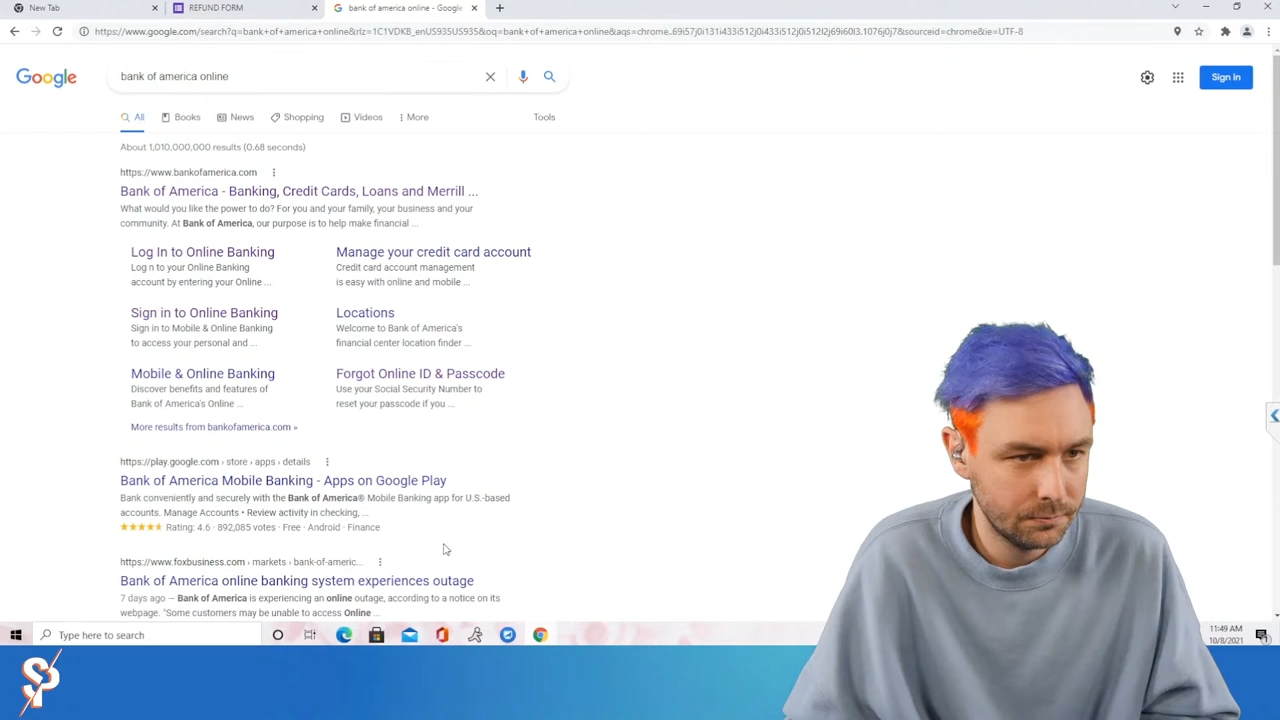 New Tab
REFUND FORM
bank of america online - Google
https://www.google.com/search?q=bank+of+america+online&rlz=1C1VDKB_enUS935US935&oq=bank+of+america+online&aqs=chrome..69i57j0i131i433i512j0i433i512j0i512l2j69i60l3.1076j0j7&sourceid=chrome&ie=UTF-8
Google
bank of america online
Sign in
All
Books
News
Shopping
Videos
More
Tools
About 1,010,000,000 results (0.68 seconds)
https://www.bankofamerica.com
Bank of America - Banking, Credit Cards, Loans and Merrill ...
What would you like the power to do? For you and your family, your business and your
community. At Bank of America, our purpose is to help make financial ...
Log In to Online Banking
Log n to your Online Banking
account by entering your Online ...
Manage your credit card account
Credit card account management
is easy with online and mobile ...
Sign in to Online Banking
Sign in to Mobile & Online Banking
to access your personal and ...
Locations
Welcome to Bank of America's
financial center location finder ...
Mobile & Online Banking
Discover benefits and features of
Bank of America's Online ...
Forgot Online ID & Passcode
Use your Social Security Number to
reset your passcode if you ...
More results from bankofamerica.com »
https://play.google.com › store › apps › details
Bank of America Mobile Banking - Apps on Google Play
Bank conveniently and securely with the Bank of America® Mobile Banking app for U.S.-based
accounts. Manage Accounts • Review activity in checking, ...
Rating: 4.6 · 892,085 votes · Free · Android · Finance
https://www.foxbusiness.com › markets › bank-of-americ...
Bank of America online banking system experiences outage
7 days ago — Bank of America is experiencing an online outage, according to a notice on its
webpage. "Some customers may be unable to access Online ...
Type here to search
11:49 AM
10/8/2021
SP